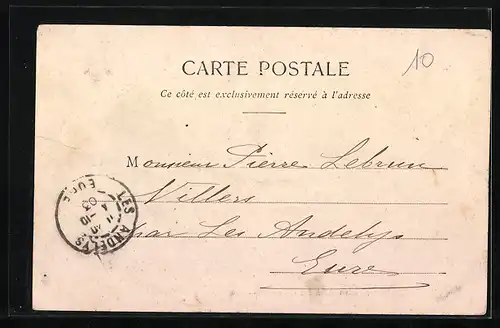 10
CARTE POSTALE
Ce côté est exclusivement réservé à l'adresse
Monsieur Pierre Lebrun
Villers
par Les Andelys
Eure
LES ANDELYS
EURE
03